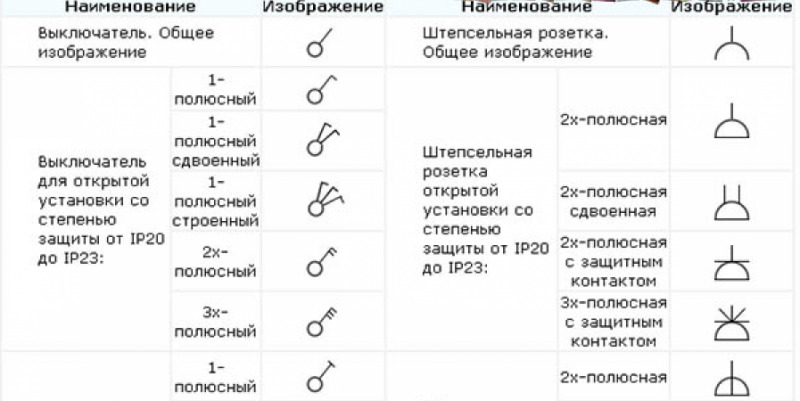 Наименование Изображение Наименование Изображение
Выключатель. Общее
изображение
Штепсельная розетка.
Общее изображение
Выключатель
для открытой
установки со
степенью
защиты от IP20
до IP23:
1-
полюсный
1-
полюсный
сдвоенный
1-
полюсный
строенный
2х-
полюсный
3х-
полюсный
Штепсельная
розетка
открытой
установки со
степенью
защиты от IP20
до IP23:
2х-полюсная
2х-полюсная
сдвоенная
2х-полюсная
с защитным
контактом
3х-полюсная
с защитным
контактом
1-
полюсный
2х-полюсная